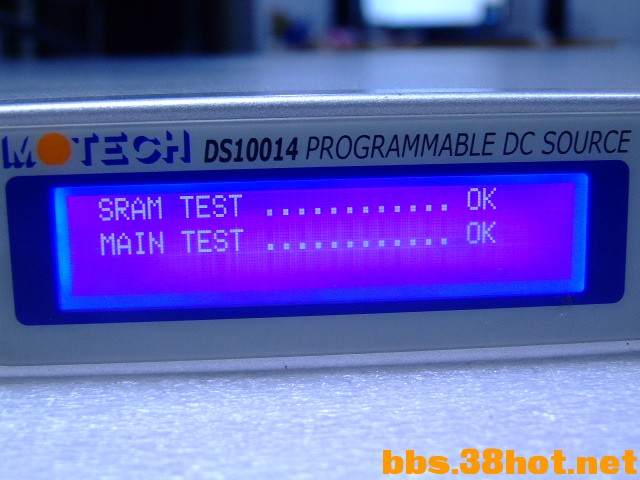 MOTECH DS10014 PROGRAMMABLE DC SOURCE
SRAM TEST ............ OK
MAIN TEST ............ OK
bbs.38hot.net